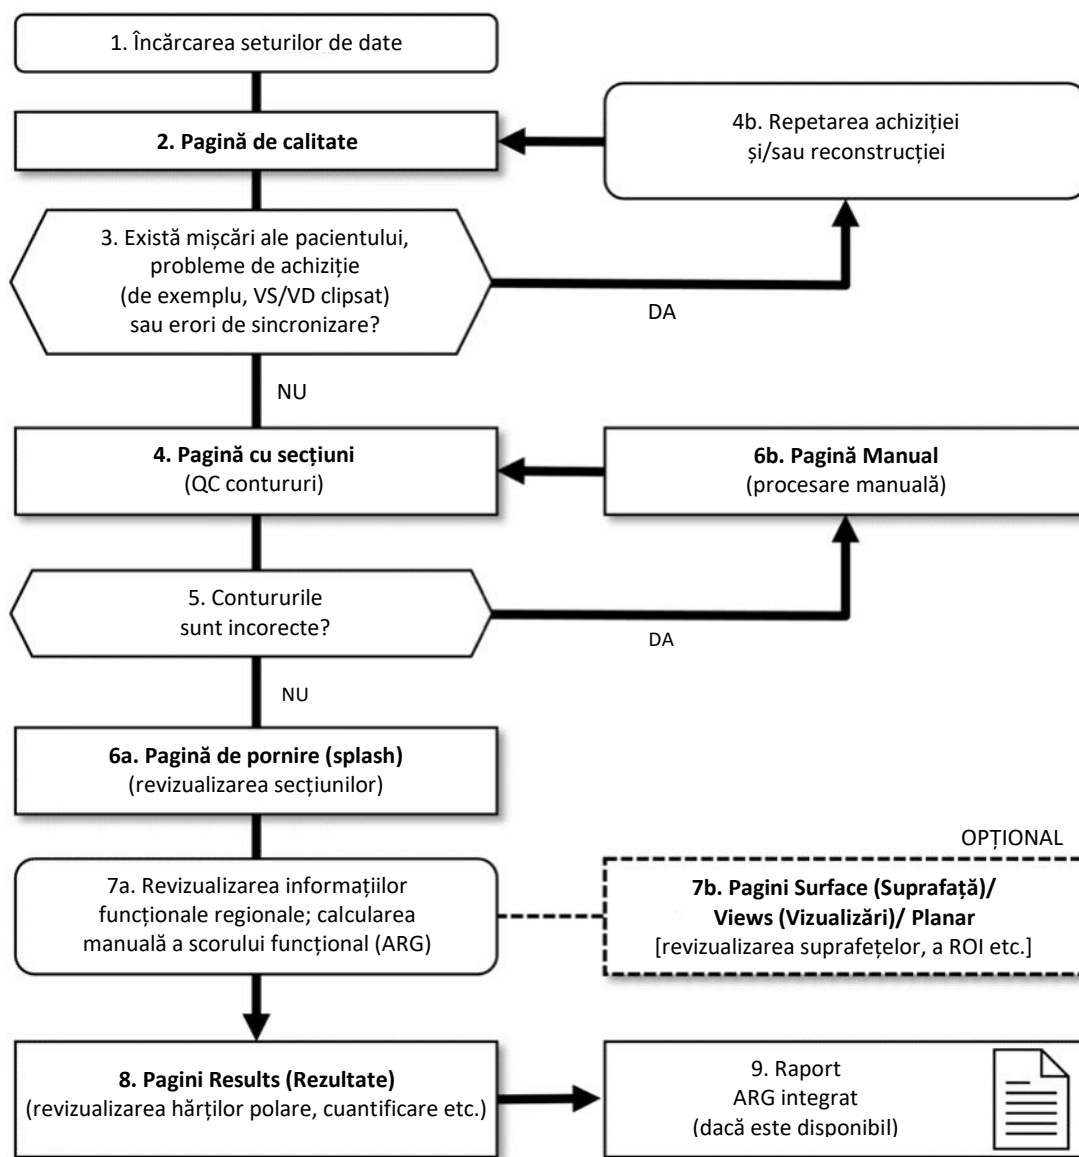 1. Încărcarea seturilor de date
2. Pagină de calitate
4b. Repetarea achiziției
și/sau reconstrucției
3. Există mișcări ale pacientului,
probleme de achiziție
(de exemplu, VS/VD clipsat)
sau erori de sincronizare?
DA
NU
4. Pagină cu secțiuni
(QC contururi)
6b. Pagină Manual
(procesare manuală)
5. Contururile
sunt incorecte?
DA
NU
6a. Pagină de pornire (splash)
(revizualizarea secțiunilor)
OPȚIONAL
7a. Revizualizarea informațiilor
funcționale regionale; calcularea
manuală a scorului funcțional (ARG)
7b. Pagini Surface (Suprafață)/
Views (Vizualizări)/ Planar
[revizualizarea suprafețelor, a ROI etc.]
8. Pagini Results (Rezultate)
(revizualizarea hărților polare, cuantificare etc.)
9. Raport
ARG integrat
(dacă este disponibil)